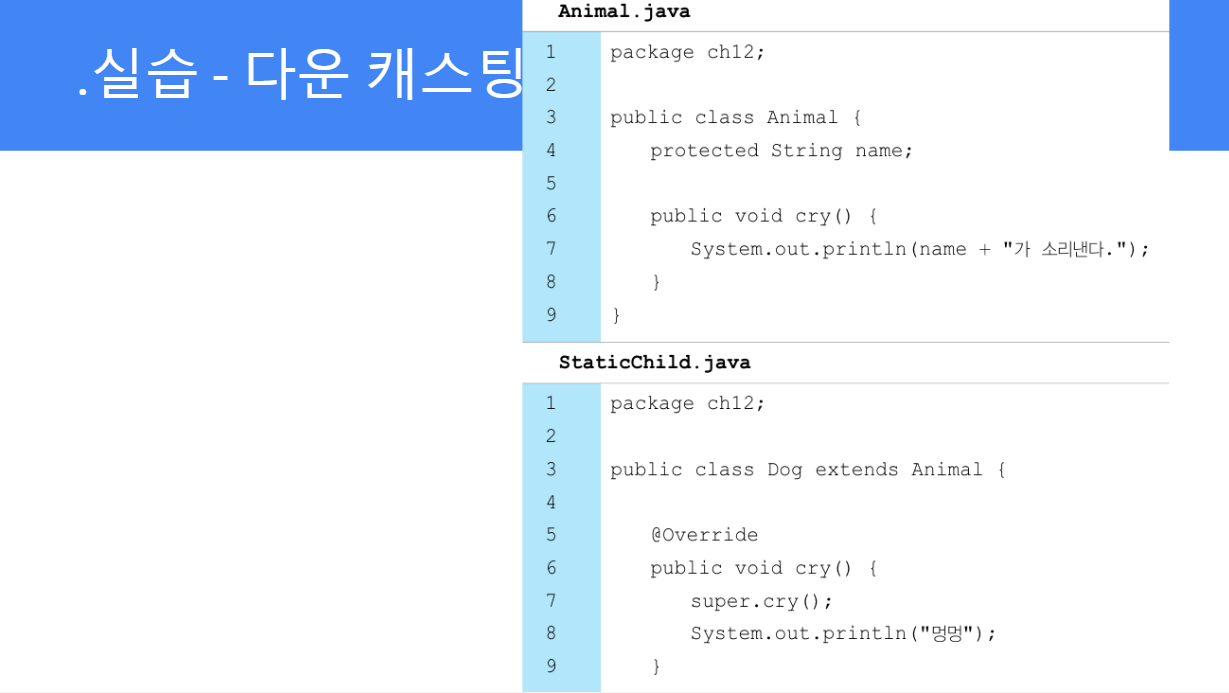 .실습 - 다운 캐스팅
Animal.java
1 package ch12;
2
3 public class Animal {
4 protected String name;
5
6 public void cry() {
7 System.out.println(name + "가 소리낸다.");
8 }
9 }
StaticChild.java
1 package ch12;
2
3 public class Dog extends Animal {
4
5 @Override
6 public void cry() {
7 super.cry();
8 System.out.println("멍멍");
9 }